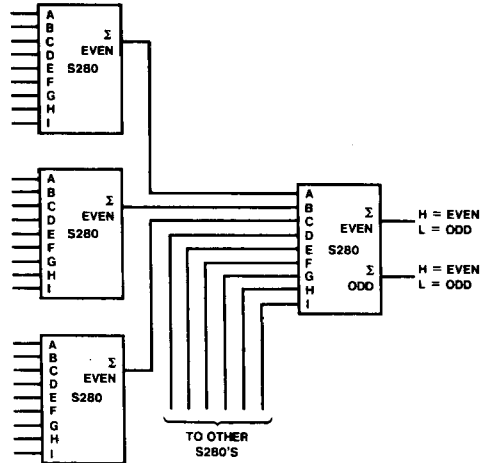 A
B
C
D
E
F
G
H
I
Σ
EVEN
S280
A
B
C
D
E
F
G
H
I
Σ
EVEN
S280
A
B
C
D
E
F
G
H
I
Σ
EVEN
S280
A
B
C
D
E
F
G
H
I
Σ
EVEN
S280
Σ
ODD
H = EVEN
L = ODD
H = EVEN
L = ODD
TO OTHER
S280'S